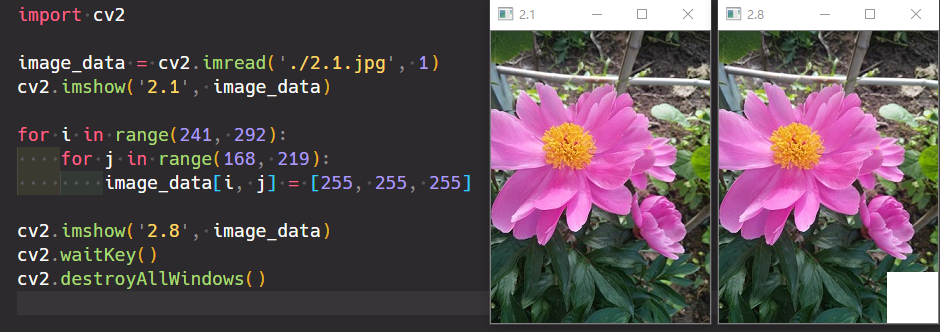 import cv2
image_data = cv2.imread('./2.1.jpg', 1)
cv2.imshow('2.1', image_data)
for i in range(241, 292):
    for j in range(168, 219):
        image_data[i, j] = [255, 255, 255]
cv2.imshow('2.8', image_data)
cv2.waitKey()
cv2.destroyAllWindows()
2.1
2.8